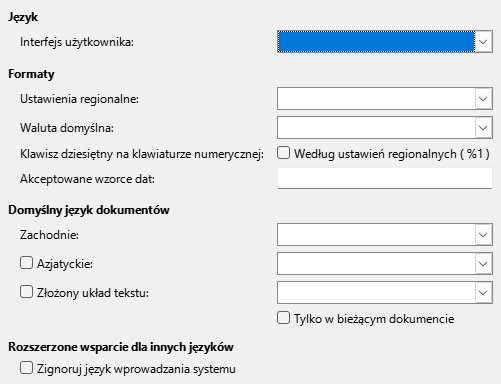 Język
Interfejs użytkownika:
Formaty
Ustawienia regionalne:
Waluta domyślna:
Klawisz dziesiętny na klawiaturze numerycznej: Według ustawień regionalnych ( %1 )
Akceptowane wzorce dat:
Domyślny język dokumentów
Zachodnie:
Azjatyckie:
Złożony układ tekstu:
Tylko w bieżącym dokumencie
Rozszerzone wsparcie dla innych języków
Zignoruj język wprowadzania systemu